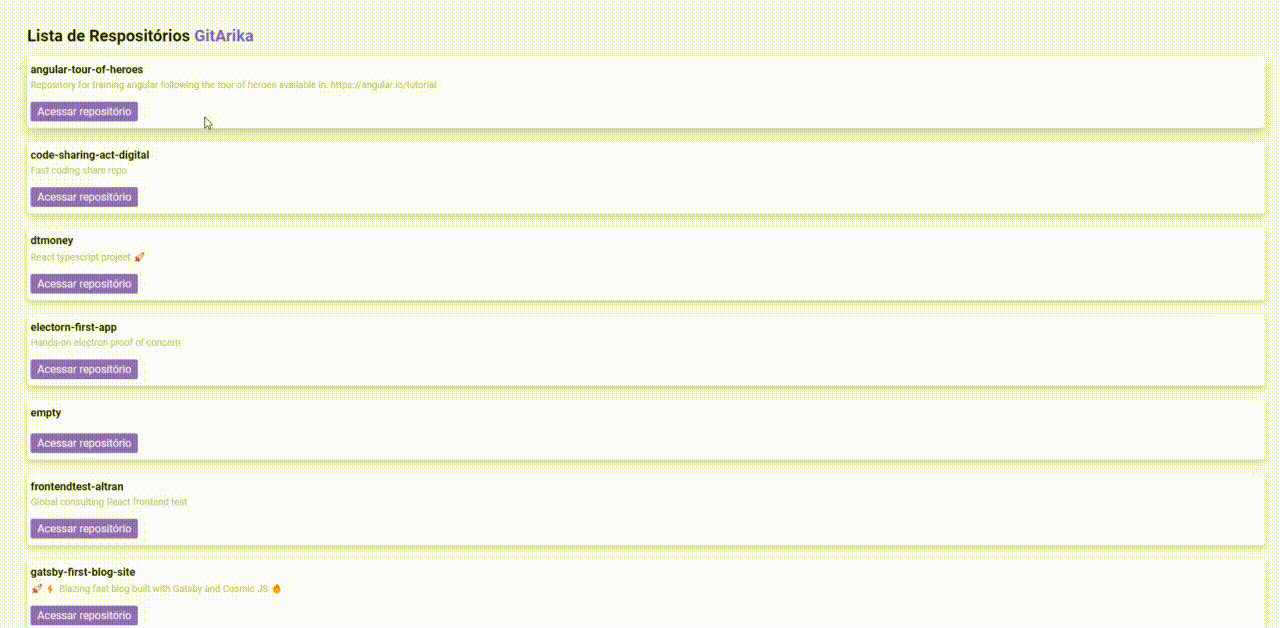 Lista de Respositórios GitArika
angular-tour-of-heroes
Repository for training angular following the tour of heroes available in: https://angular.io/tutorial
Acessar repositório
code-sharing-act-digital
Fast coding share repo
Acessar repositório
dtmoney
React typescript project 🚀
Acessar repositório
electorn-first-app
Hands-on electron proof of concern
Acessar repositório
empty
Acessar repositório
frontendtest-altran
Global consulting React frontend test
Acessar repositório
gatsby-first-blog-site
🚀⚡ Blazing fast blog built with Gatsby and Cosmic JS 🔥
Acessar repositório